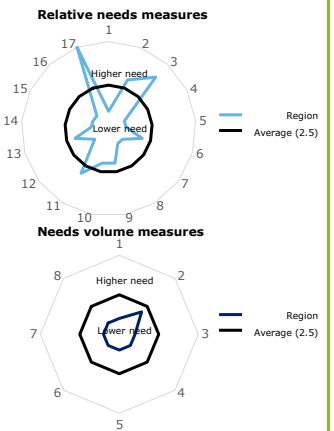 Relative needs measures
1
17
2
16
3
Higher need
15
4
Region
14
Lower need
5
Average (2.5)
13
6
12
7
11
8
10
9
Needs volume measures
1
8
Higher need
2
Region
7
Lower need
3
Average (2.5)
6
4
5